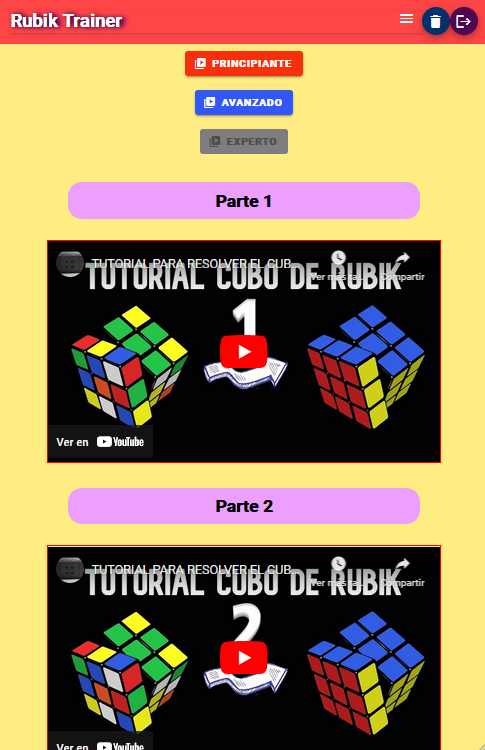 Rubik Trainer
PRINCIPIANTE
AVANZADO
EXPERTO
Parte 1
TUTORIAL PARA RESOLVER EL CUB...
Ver más ta...
Compartir
TUTORIAL CUBO DE RUBIK
1
Ver en YouTube
Parte 2
TUTORIAL PARA RESOLVER EL CUB...
Ver más ta...
Compartir
TUTORIAL CUBO DE RUBIK
2
Ver en YouTube